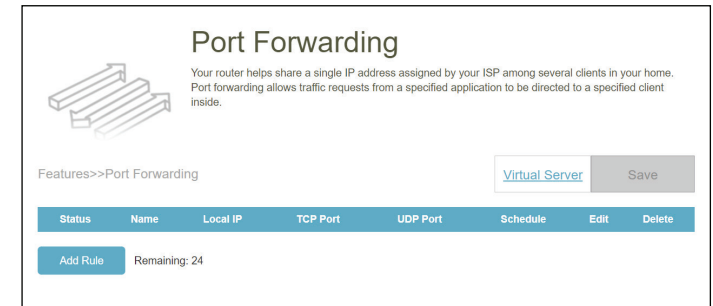 Port Forwarding
Your router helps share a single IP address assigned by your ISP among several clients in your home.
Port forwarding allows traffic requests from a specified application to be directed to a specified client
inside.
Features>>Port Forwarding
Virtual Server
Save
Status Name Local IP TCP Port UDP Port Schedule Edit Delete
Add Rule Remaining: 24